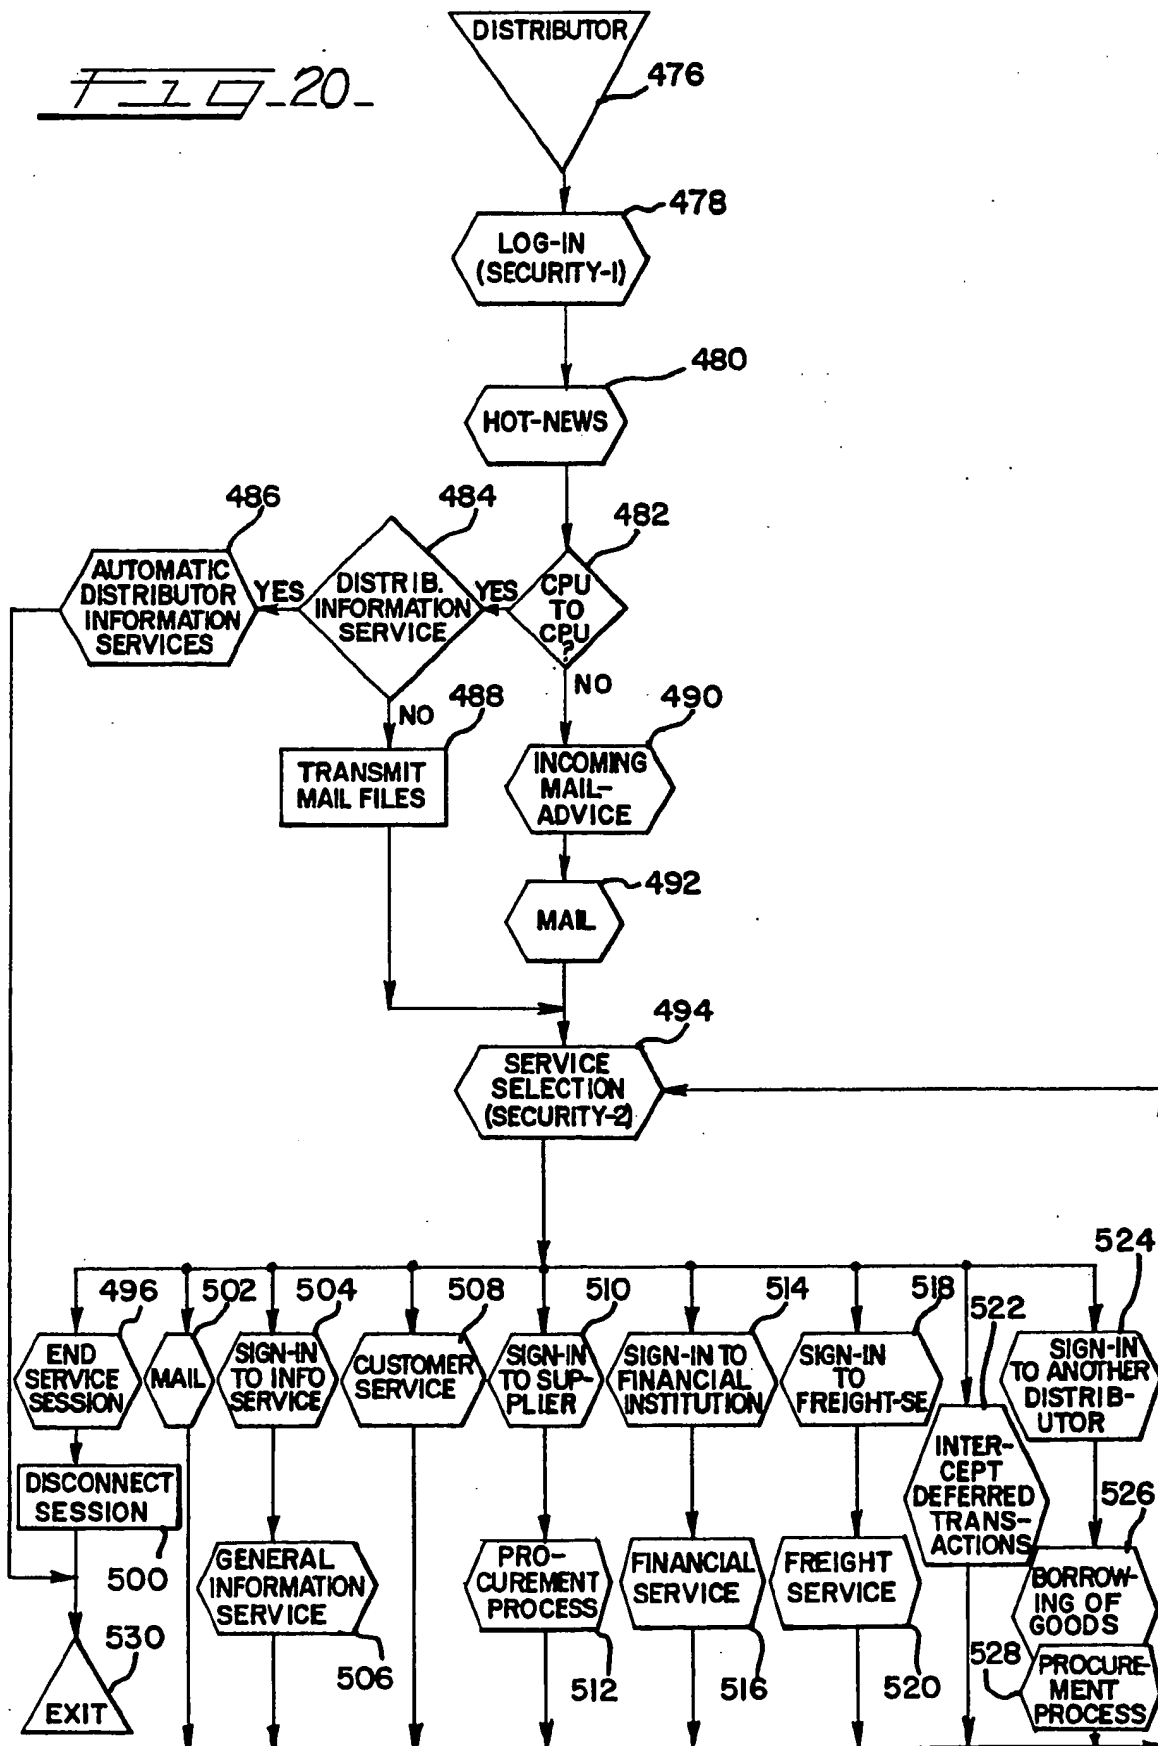 Fig_20_
DISTRIBUTOR
476
478
LOG-IN
(SECURITY-1)
480
HOT-NEWS
486
484
482
AUTOMATIC
DISTRIBUTOR
INFORMATION
SERVICES
YES
DISTRIB.
INFORMATION
SERVICE
YES
CPU
TO
CPU
?
NO
488
NO
490
TRANSMIT
MAIL FILES
INCOMING
MAIL-
ADVICE
492
MAIL
494
SERVICE
SELECTION
(SECURITY-2)
496
502
504
508
510
514
518
522
524
END
SERVICE
SESSION
MAIL
SIGN-IN
TO INFO
SERVICE
CUSTOMER
SERVICE
SIGN-IN
TO SUP-
PLIER
SIGN-IN TO
FINANCIAL
INSTITUTION
SIGN-IN
TO
FREIGHT-SE
INTER-
CEPT
DEFERRED
TRANS-
ACTIONS
SIGN-IN
TO ANOTHER
DISTRIB-
UTOR
DISCONNECT
SESSION
500
526
GENERAL
INFORMATION
SERVICE
PRO-
CUREMENT
PROCESS
FINANCIAL
SERVICE
FREIGHT
SERVICE
BORROW-
ING OF
GOODS
530
EXIT
506
512
516
520
528
PROCURE-
MENT
PROCESS